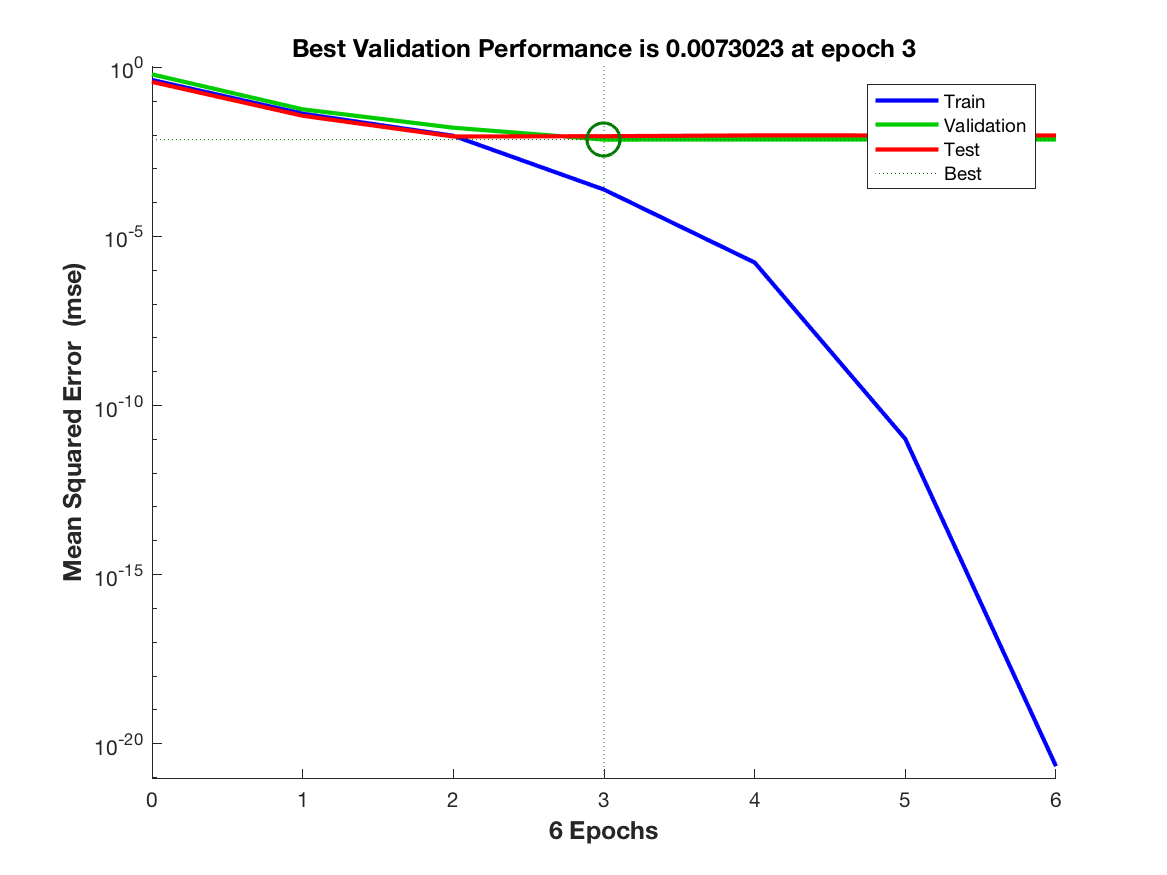 Best Validation Performance is 0.0073023 at epoch 3
Mean Squared Error (mse)
10^0
10^-5
10^-10
10^-15
10^-20
Train
Validation
Test
Best
0 1 2 3 4 5 6
6 Epochs